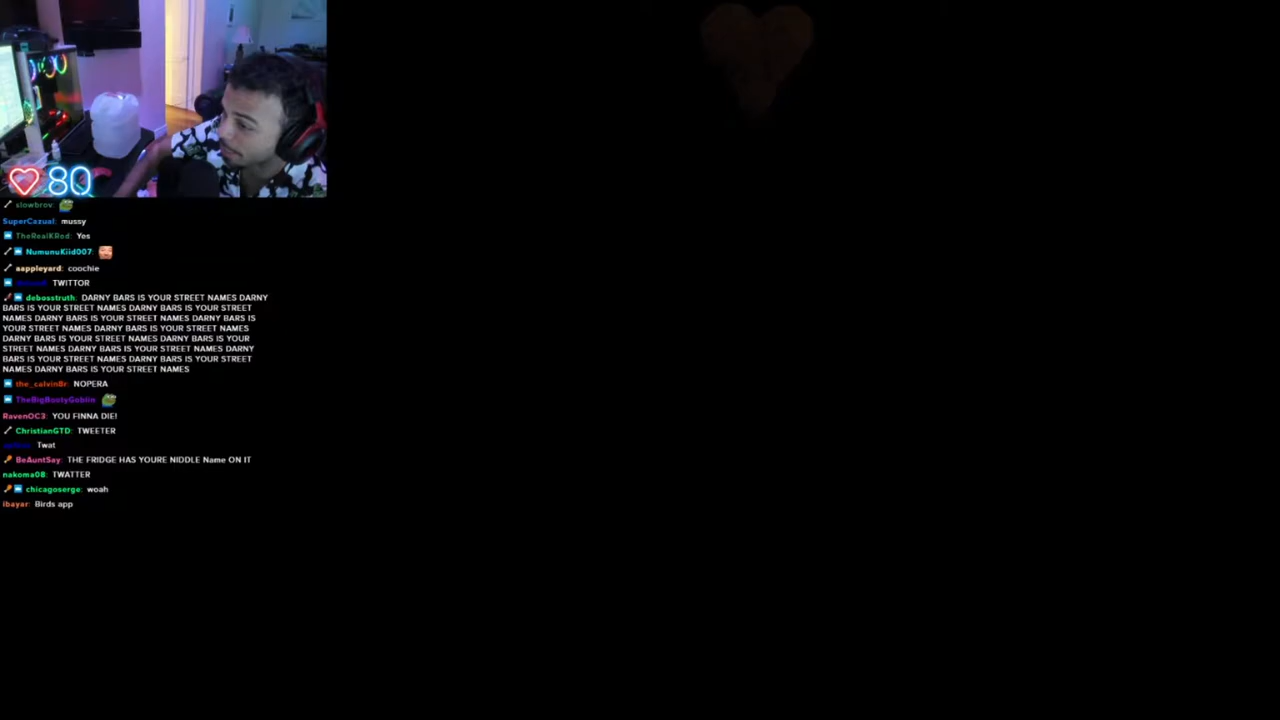 80
slowbrov:
SuperCazual: mussy
TheRealKRod: Yes
NumunuKiid007:
aappleyard: coochie
TWITTOR
debosstruth: DARNY BARS IS YOUR STREET NAMES DARNY
BARS IS YOUR STREET NAMES DARNY BARS IS YOUR STREET
NAMES DARNY BARS IS YOUR STREET NAMES DARNY BARS IS
YOUR STREET NAMES DARNY BARS IS YOUR STREET NAMES
DARNY BARS IS YOUR STREET NAMES DARNY BARS IS YOUR
STREET NAMES DARNY BARS IS YOUR STREET NAMES DARNY
BARS IS YOUR STREET NAMES DARNY BARS IS YOUR STREET
NAMES DARNY BARS IS YOUR STREET NAMES
the_calvin8r: NOPERA
TheBigBootyGoblin
RavenOC3: YOU FINNA DIE!
ChristianGTD: TWEETER
Twat
BeAuntSay: THE FRIDGE HAS YOURE NIDDLE Name ON IT
nakoma08: TWATTER
chicagoserge: woah
ibayar: Birds app